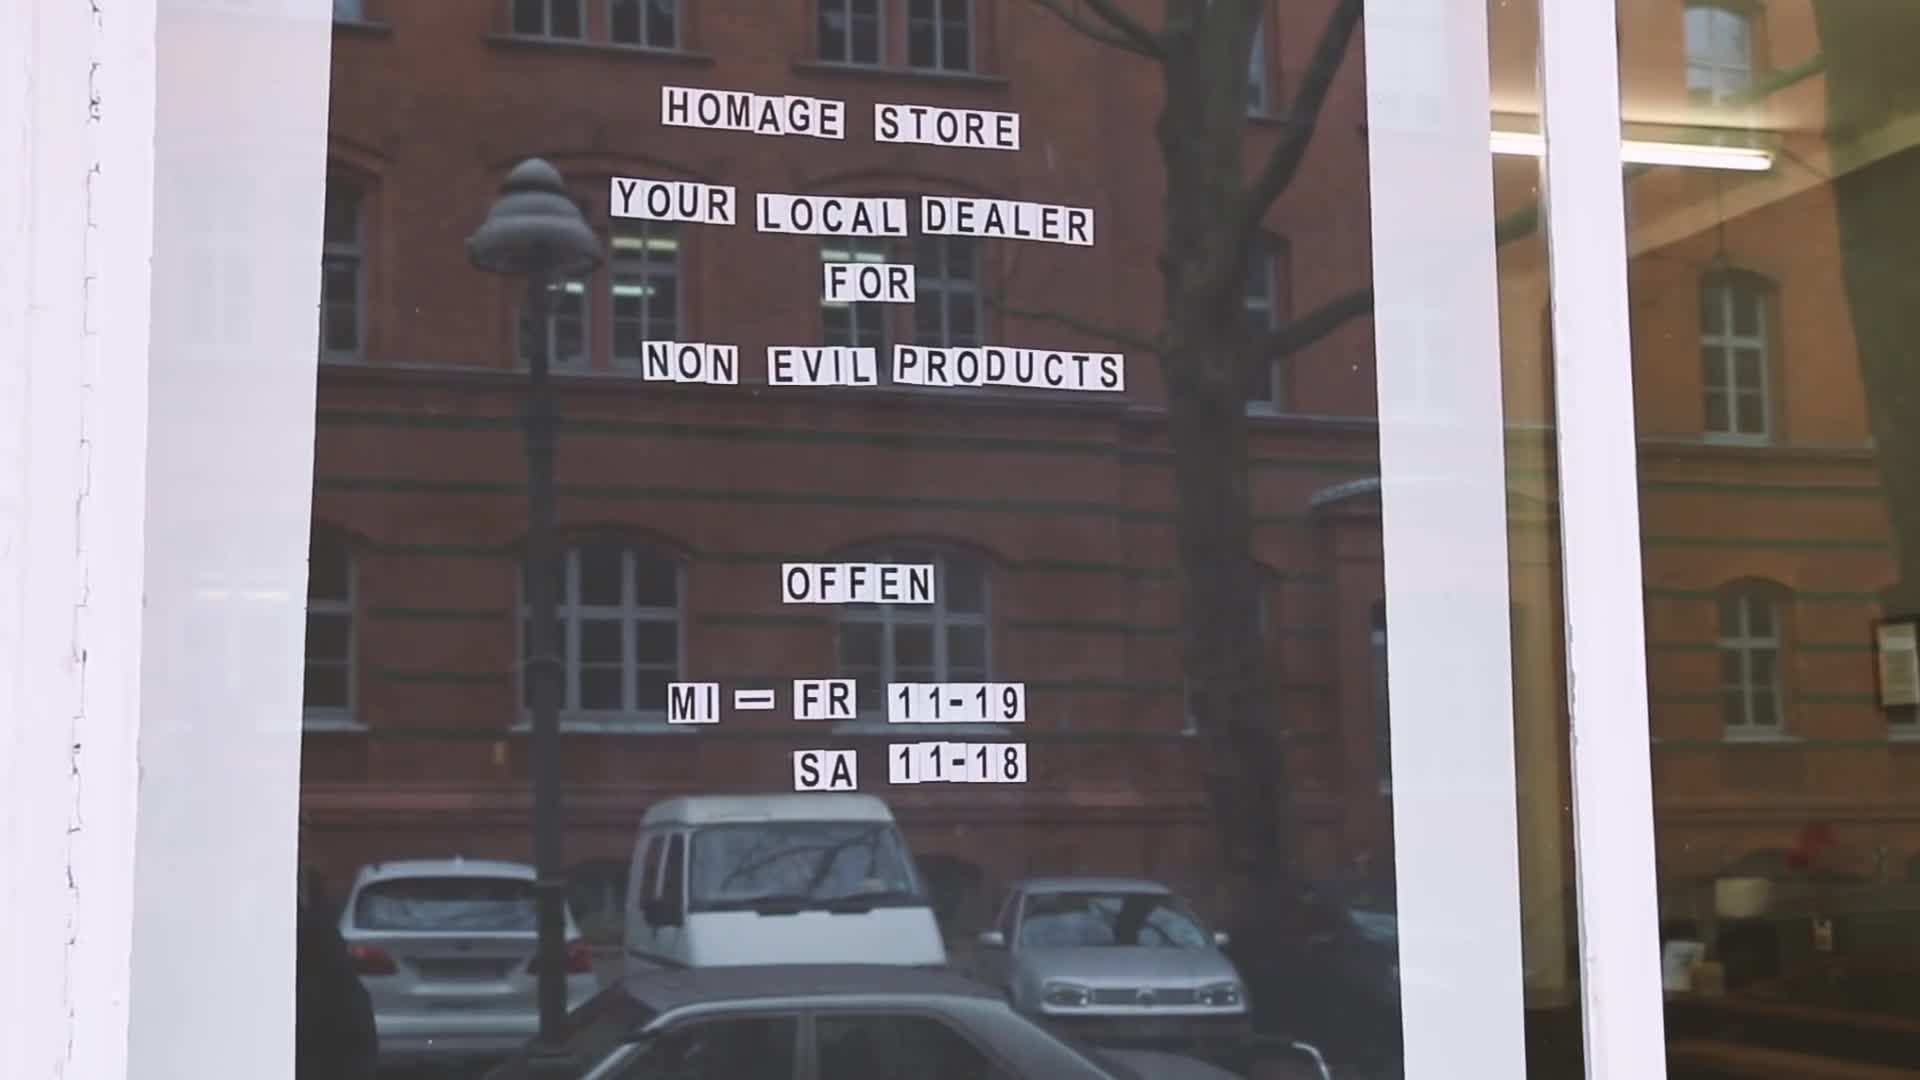 HOMAGE STORE
YOUR LOCAL DEALER
FOR
NON EVIL PRODUCTS
OFFEN
MI — FR 11-19
SA 11-18